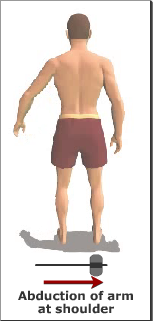 Abduction of arm
at shoulder